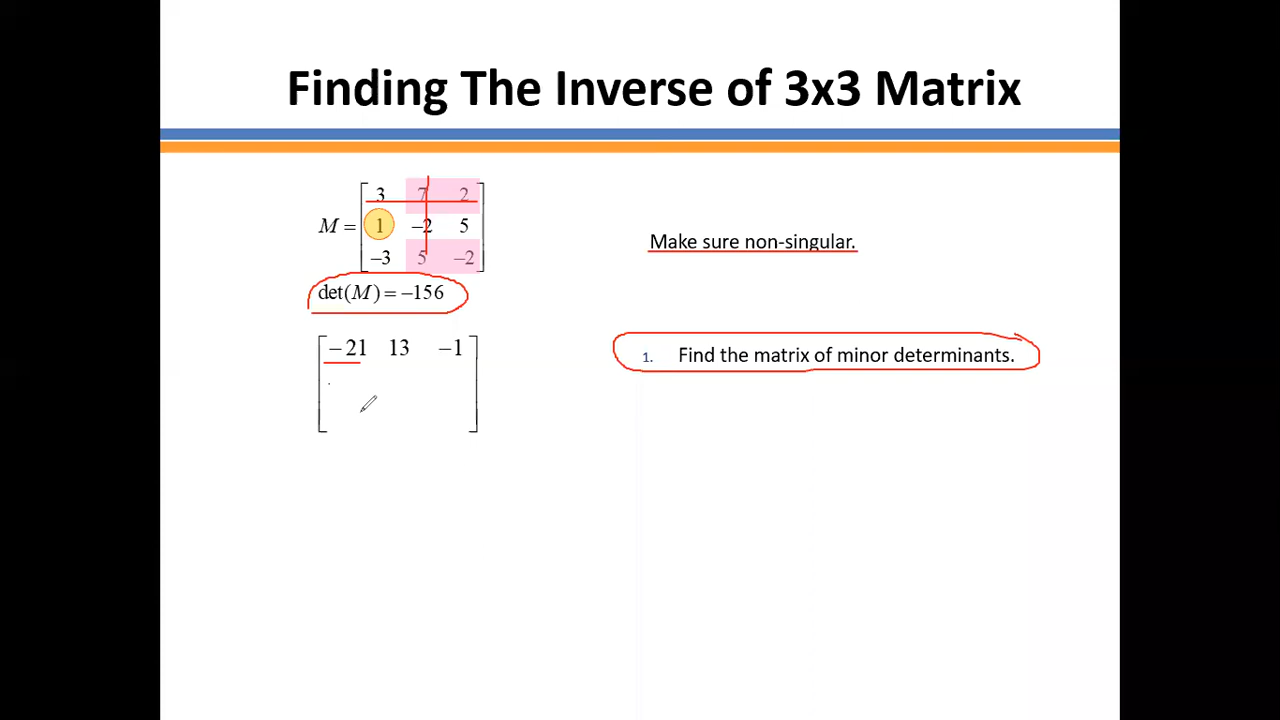 Finding The Inverse of 3x3 Matrix
3 7 2
M = 1 −2 5
−3 5 −2
Make sure non-singular.
det(M) = −156
−21 13 −1
1. Find the matrix of minor determinants.